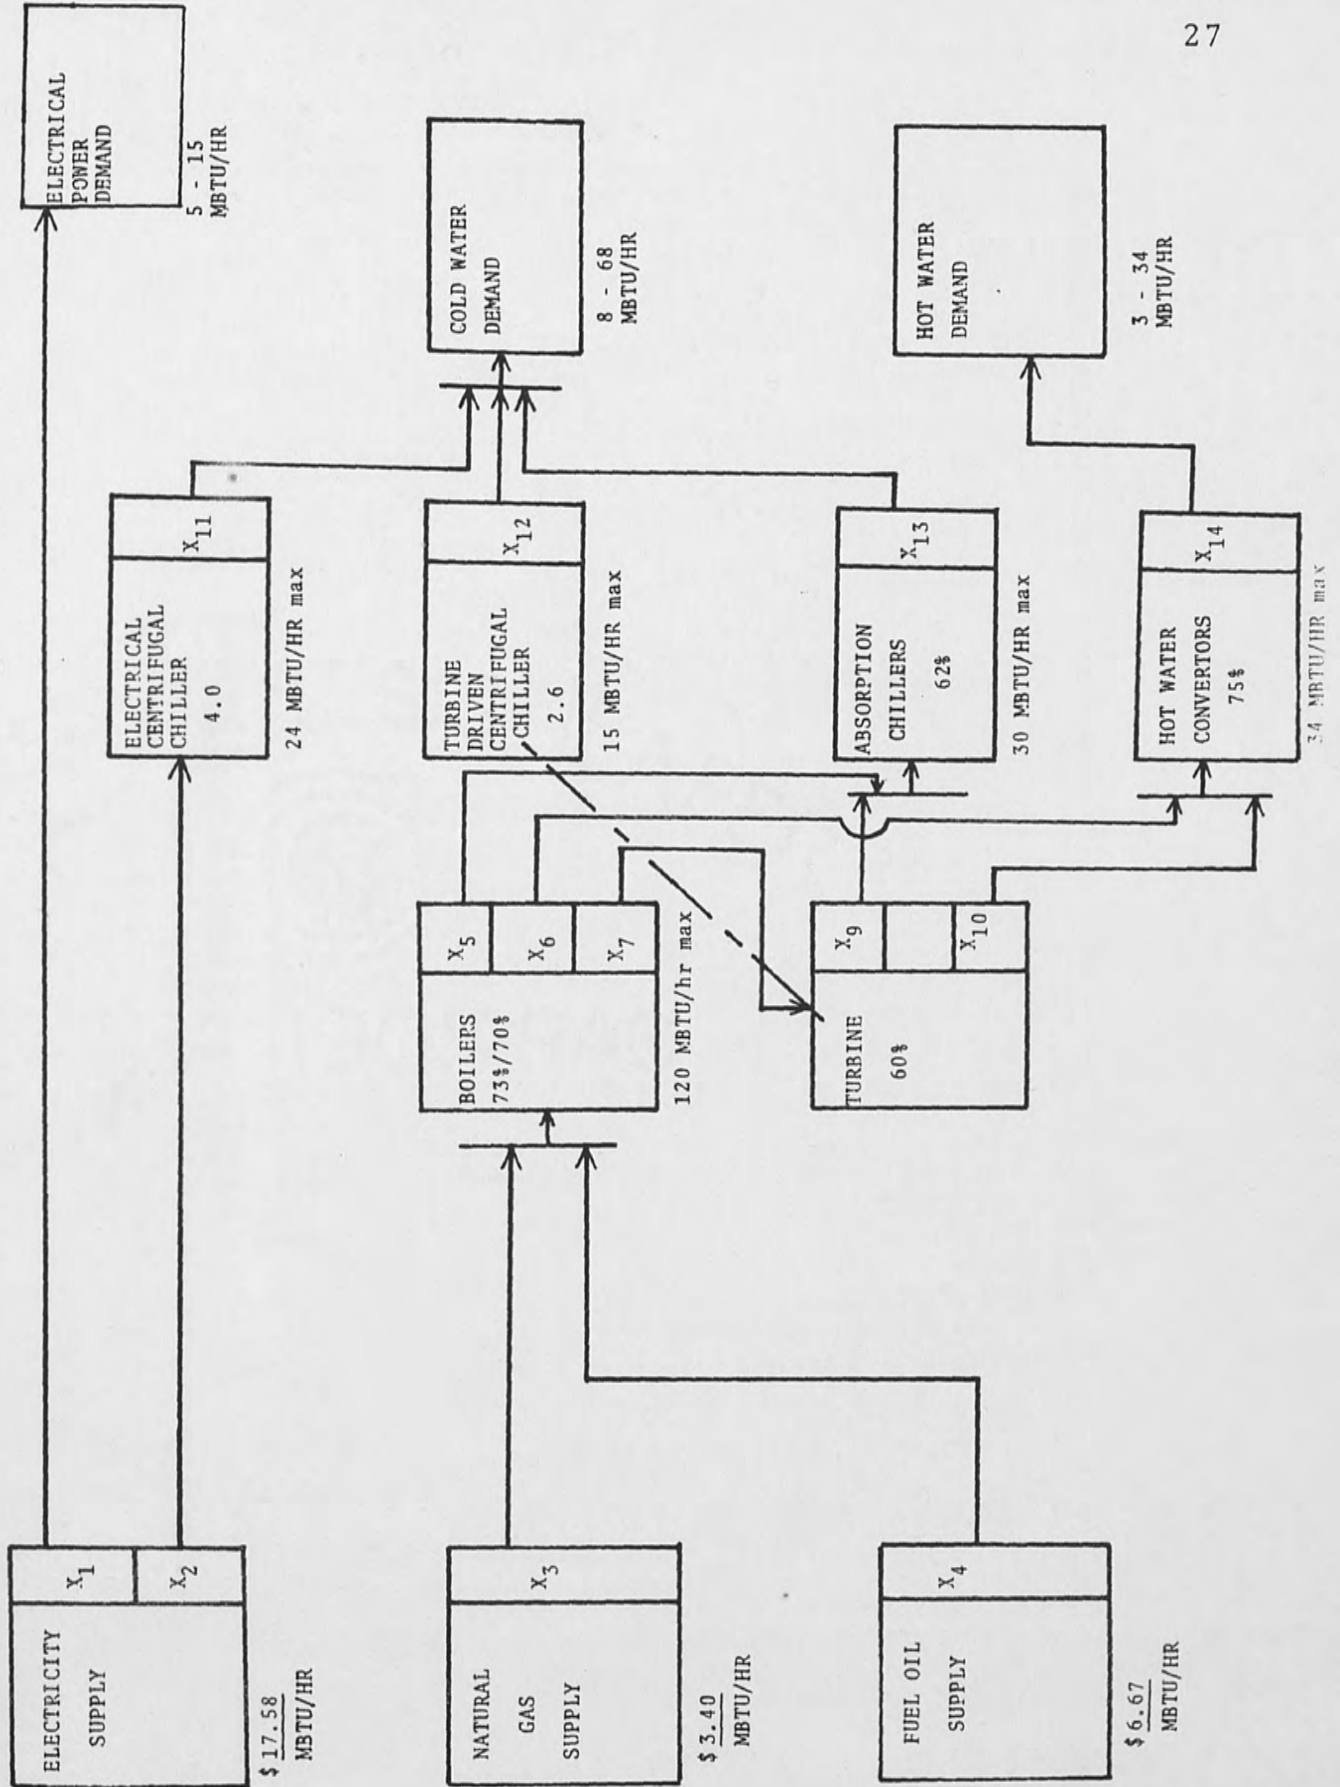 27
ELECTRICITY
SUPPLY
X1
X2
$17.58
MBTU/HR
NATURAL
GAS
SUPPLY
X3
$3.40
MBTU/HR
FUEL OIL
SUPPLY
X4
$6.67
MBTU/HR
BOILERS
73%/70%
X5
X6
X7
120 MBTU/hr max
TURBINE
60%
X9
X10
ELECTRICAL
CENTRIFUGAL
CHILLER
4.0
X11
24 MBTU/HR max
TURBINE
DRIVEN
CENTRIFUGAL
CHILLER
2.6
X12
15 MBTU/HR max
ABSORPTION
CHILLERS
62%
X13
30 MBTU/HR max
HOT WATER
CONVERTORS
75%
X14
34 MBTU/HR max
ELECTRICAL
POWER
DEMAND
5 - 15
MBTU/HR
COLD WATER
DEMAND
8 - 68
MBTU/HR
HOT WATER
DEMAND
3 - 34
MBTU/HR